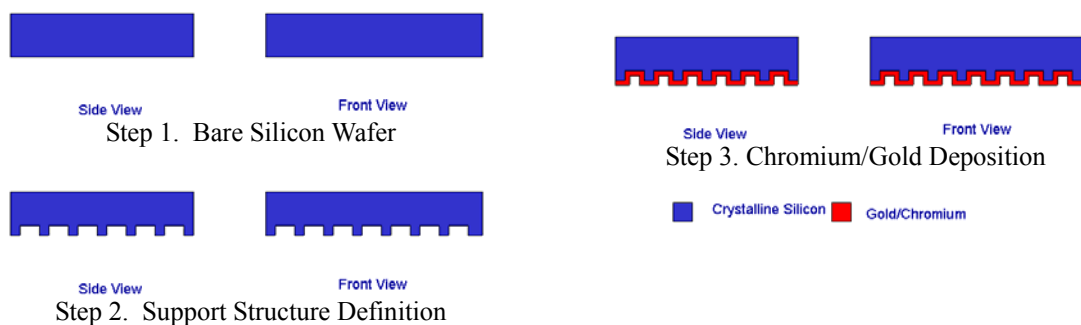 Side View
Front View
Step 1. Bare Silicon Wafer
Side View
Front View
Step 2. Support Structure Definition
Side View
Front View
Step 3. Chromium/Gold Deposition
Crystalline Silicon
Gold/Chromium